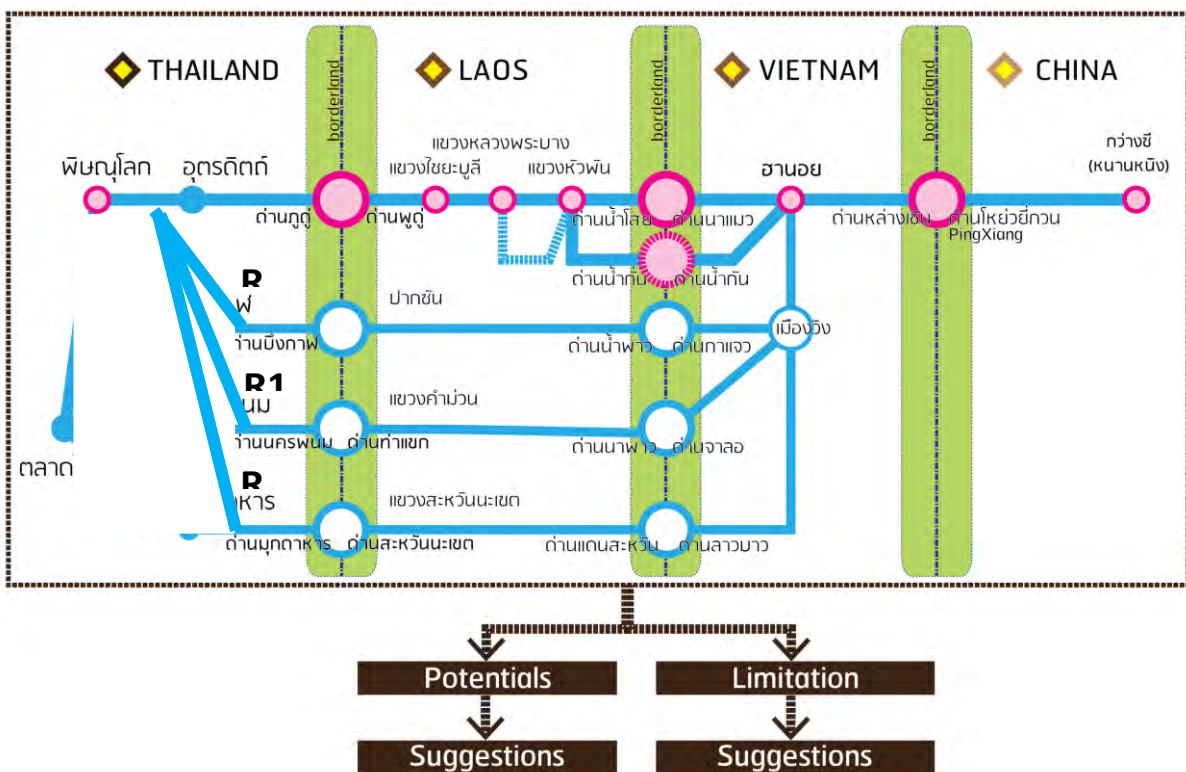 THAILAND
LAOS
VIETNAM
CHINA
borderland
borderland
borderland
พิษณุโลก
อุตรดิตถ์
แขวงไชยะบูลี
แขวงหลวงพระบาง
แขวงหัวพัน
ฮานอย
กว่างซี
(หนานหนิง)
ด่านภูดู่
ด่านพูดู่
ด่านน้ำโสย
ด่านนาแมว
ด่านหล่างเซิน
ด่านโหย่วยี่กวน
PingXiang
ด่านน้ำกั่น
ด่านน้ำกัน
R
ฬ
ปากซัน
ด่านบึงกาฬ
ด่านน้ำพาว
ด่านกาแจว
เมืองวิง
R1
นม
แขวงคำม่วน
ด่านนครพนม
ด่านท่าแขก
ด่านนาพาว
ด่านจาลอ
ตลาด
R
าหาร
แขวงสะหวันนะเขต
ด่านมุกดาหาร
ด่านสะหวันนะเขต
ด่านแดนสะหวัน
ด่านลาวบาว
Potentials
Limitation
Suggestions
Suggestions